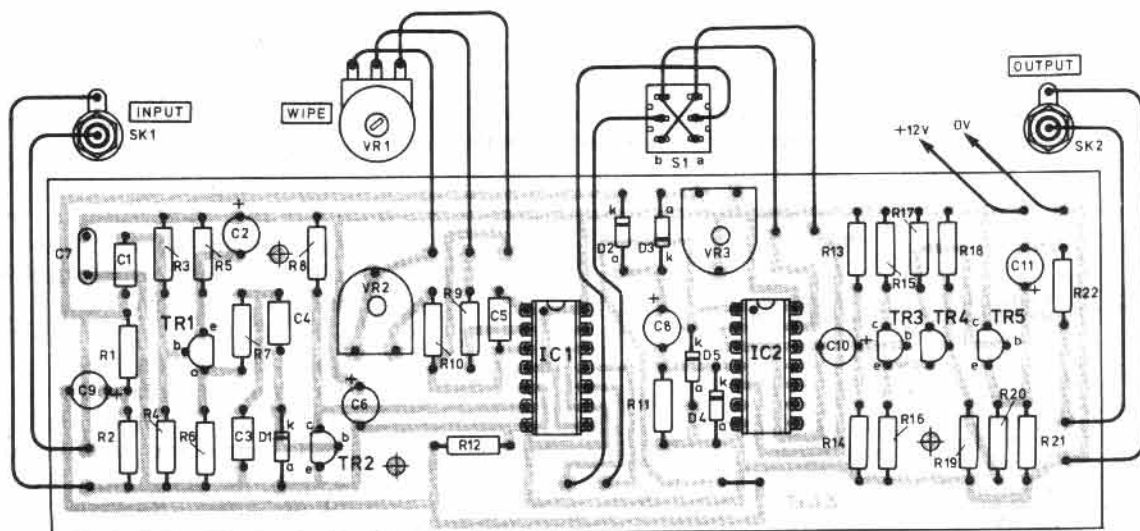 INPUT
SK1
WIPE
VR1
b a
S1
OUTPUT
SK2
+12V
0V
C7
C1
R3
R5
+
C2
R8
VR2
R9
C5
k
D2
a
a
D3
k
VR3
R13
R17
R15
R18
C11
+
R22
R1
TR1
e
b
a
R7
C4
R10
IC1
+
C8
k
D5
a
IC2
C10
+
TR3
c
b
e
TR4
TR5
c
b
e
C9
+
R2
R4
R6
C3
D1
k
a
c
b
e
TR2
+
C6
R12
R11
k
D4
a
R14
R16
R19
R20
R21